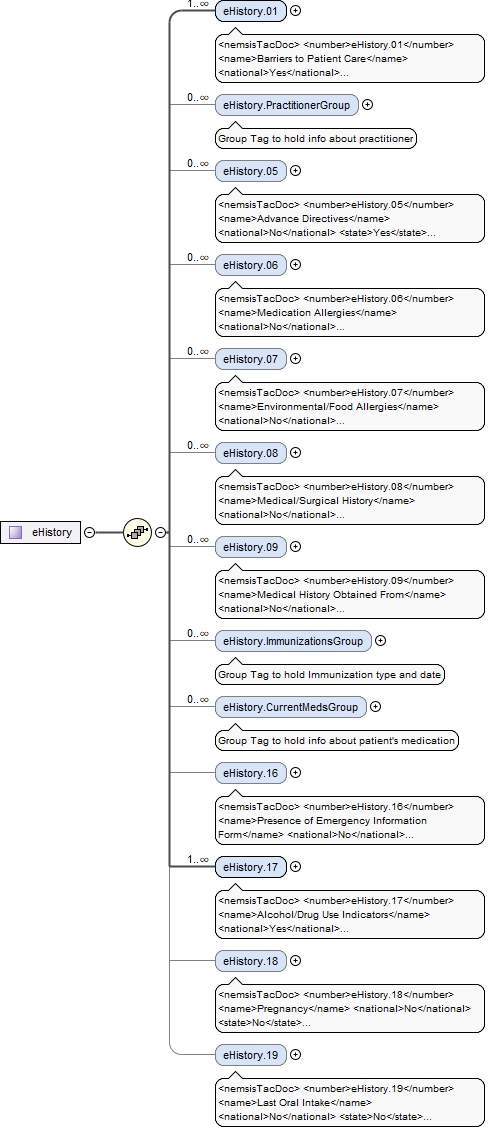 1..∞
eHistory.01
<nemsisTacDoc> <number>eHistory.01</number>
<name>Barriers to Patient Care</name>
<national>Yes</national>...
0..∞
eHistory.PractitionerGroup
Group Tag to hold info about practitioner
0..∞
eHistory.05
<nemsisTacDoc> <number>eHistory.05</number>
<name>Advance Directives</name>
<national>No</national> <state>Yes</state>...
0..∞
eHistory.06
<nemsisTacDoc> <number>eHistory.06</number>
<name>Medication Allergies</name>
<national>No</national>...
0..∞
eHistory.07
<nemsisTacDoc> <number>eHistory.07</number>
<name>Environmental/Food Allergies</name>
<national>No</national>...
0..∞
eHistory.08
<nemsisTacDoc> <number>eHistory.08</number>
<name>Medical/Surgical History</name>
<national>No</national>...
eHistory
0..∞
eHistory.09
<nemsisTacDoc> <number>eHistory.09</number>
<name>Medical History Obtained From</name>
<national>No</national>...
0..∞
eHistory.ImmunizationsGroup
Group Tag to hold Immunization type and date
0..∞
eHistory.CurrentMedsGroup
Group Tag to hold info about patient's medication
eHistory.16
<nemsisTacDoc> <number>eHistory.16</number>
<name>Presence of Emergency Information
Form</name> <national>No</national>...
1..∞
eHistory.17
<nemsisTacDoc> <number>eHistory.17</number>
<name>Alcohol/Drug Use Indicators</name>
<national>Yes</national>...
eHistory.18
<nemsisTacDoc> <number>eHistory.18</number>
<name>Pregnancy</name> <national>No</national>
<state>No</state>...
eHistory.19
<nemsisTacDoc> <number>eHistory.19</number>
<name>Last Oral Intake</name>
<national>No</national> <state>No</state>...